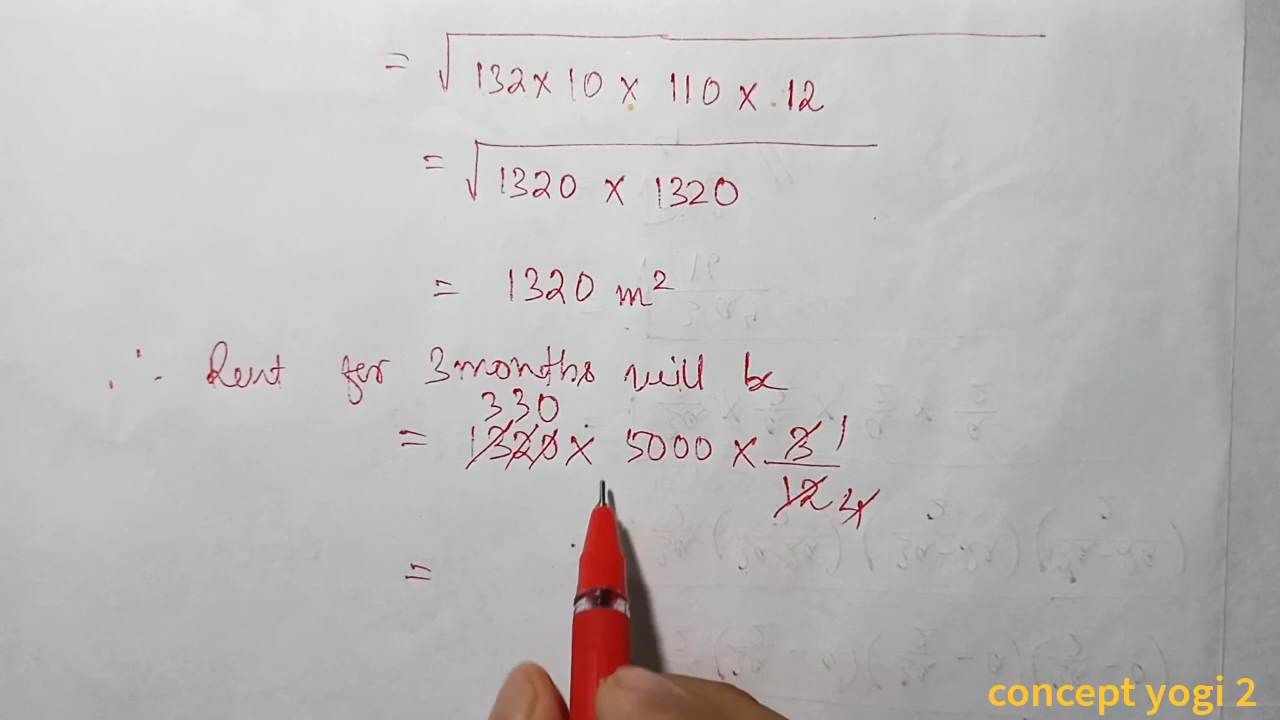 = √132 × 10 × 110 × 12
= √1320 × 1320
= 1320 m²
∴ Rent for 3 months will be
330
= 1320 × 5000 × 3 1
12 4
=
concept yogi 2